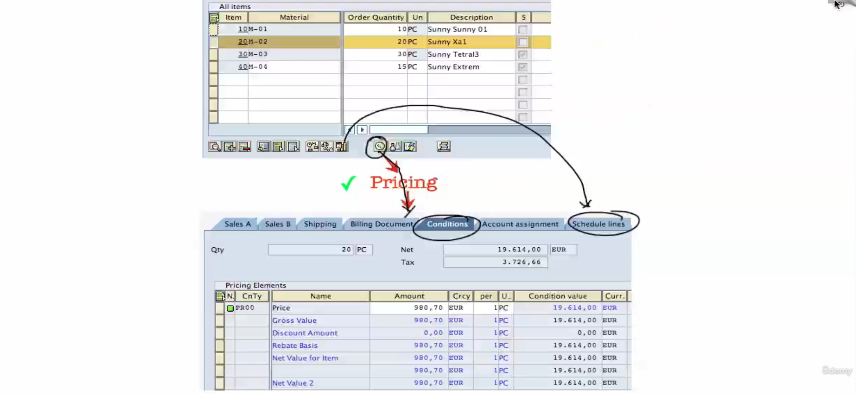 All items
Item Material Order Quantity Un Description S
10 M-01 10 PC Sunny Sunny 01
20 M-02 20 PC Sunny Xa1
30 M-03 30 PC Sunny Tetral3
40 M-04 15 PC Sunny Extrem
✓ Pricing
Sales A Sales B Shipping Billing Document Conditions Account assignment Schedule lines
Qty 20 PC Net 19.614,00 EUR
Tax 3.726,66
Pricing Elements
N. CnTy Name Amount Crcy per U.. Condition value Curr.
PR00 Price 980,70 EUR 1 PC 19.614,00 EUR
Gross Value 980,70 EUR 1 PC 19.614,00 EUR
Discount Amount 0,00 EUR 1 PC 0,00 EUR
Rebate Basis 980,70 EUR 1 PC 19.614,00 EUR
Net Value for Item 980,70 EUR 1 PC 19.614,00 EUR
980,70 EUR 1 PC 19.614,00 EUR
Net Value 2 980,70 EUR 1 PC 19.614,00 EUR
Udemy